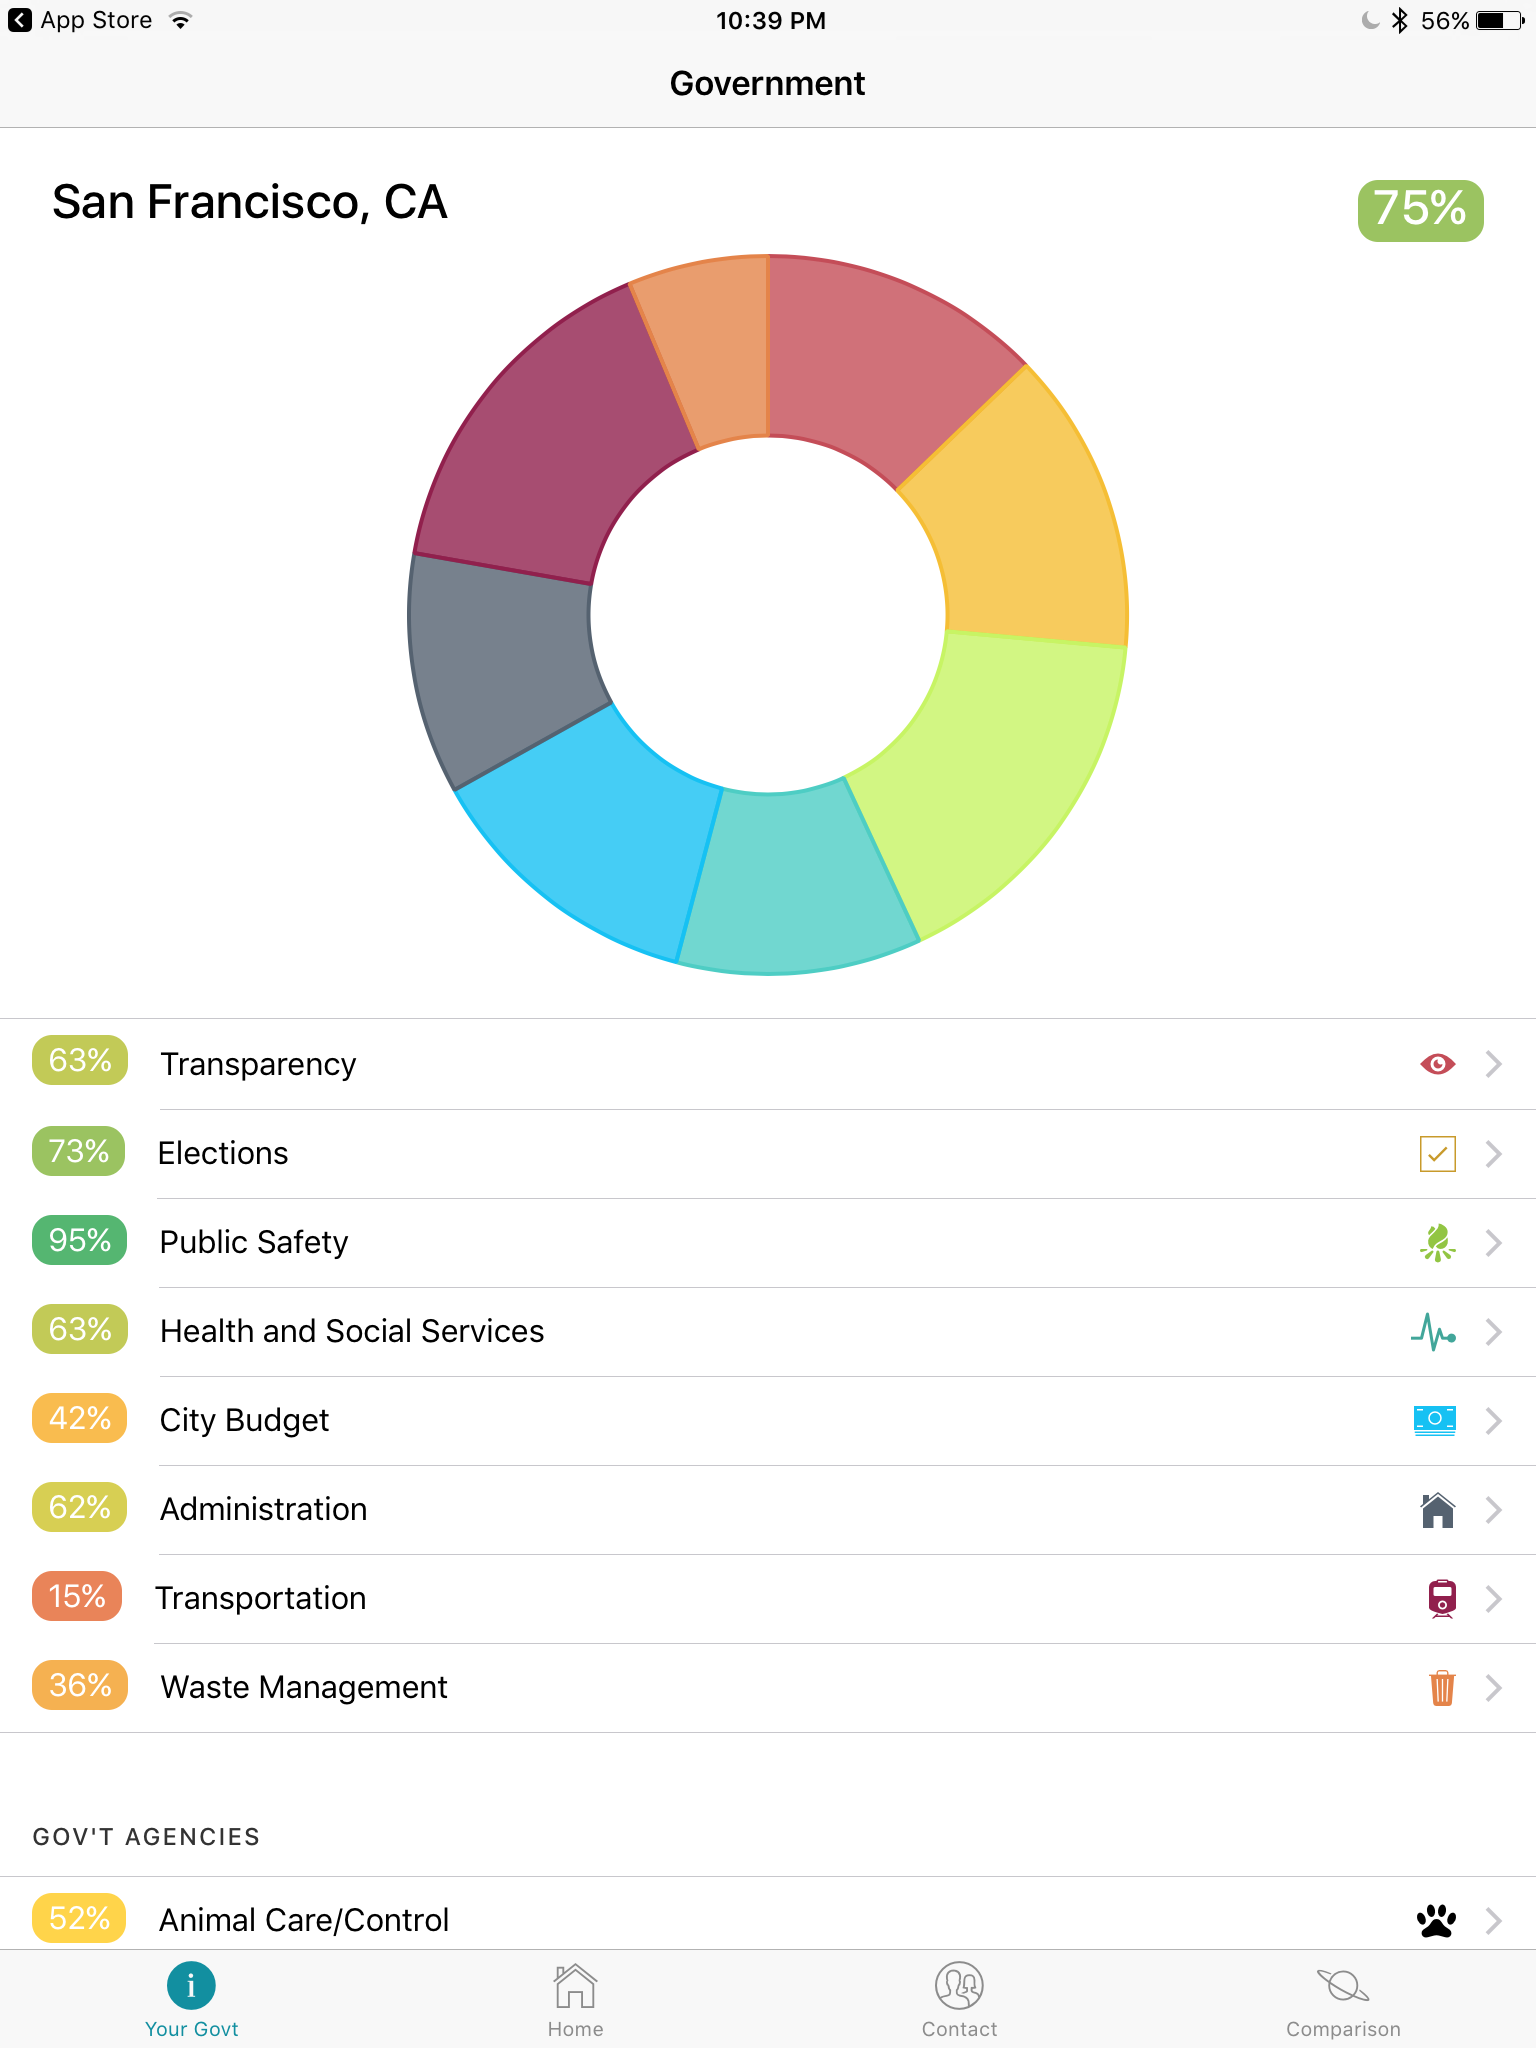 App Store 10:39 PM 56%
Government
San Francisco, CA 75%
63% Transparency
73% Elections
95% Public Safety
63% Health and Social Services
42% City Budget
62% Administration
15% Transportation
36% Waste Management
GOV'T AGENCIES
52% Animal Care/Control
Your Govt Home Contact Comparison